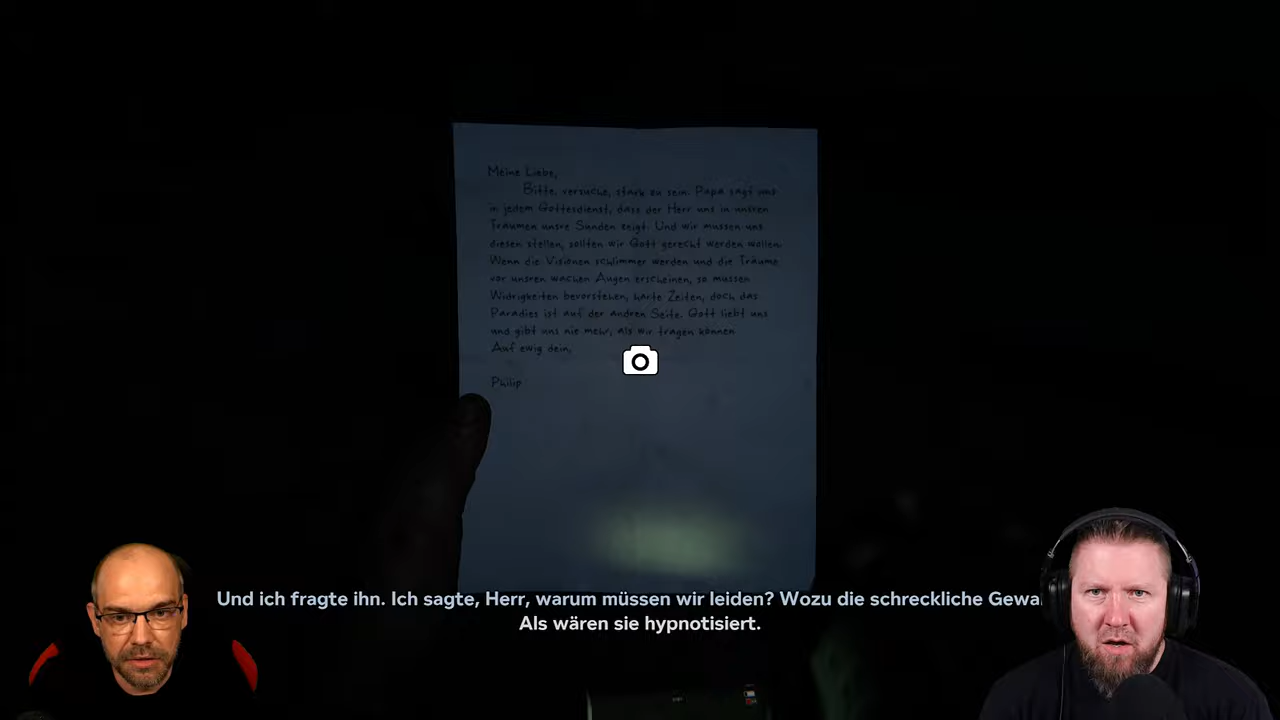 Meine Liebe,
Bitte, versuche, stark zu sein. Papa sagt uns
in jedem Gottesdienst, dass der Herr uns in unsren
Träumen unsre Sünden zeigt. Und wir müssen uns
diesen stellen, sollten wir Gott gerecht werden wollen.
Wenn die Visionen schlimmer werden und die Träume
vor unsren wachen Augen erscheinen, so müssen
Widrigkeiten bevorstehen, harte Zeiten, doch das
Paradies ist auf der andren Seite. Gott liebt uns
und gibt uns nie mehr, als wir tragen können
Auf ewig dein,
Philip
Und ich fragte ihn. Ich sagte, Herr, warum müssen wir leiden? Wozu die schreckliche Gewa
Als wären sie hypnotisiert.